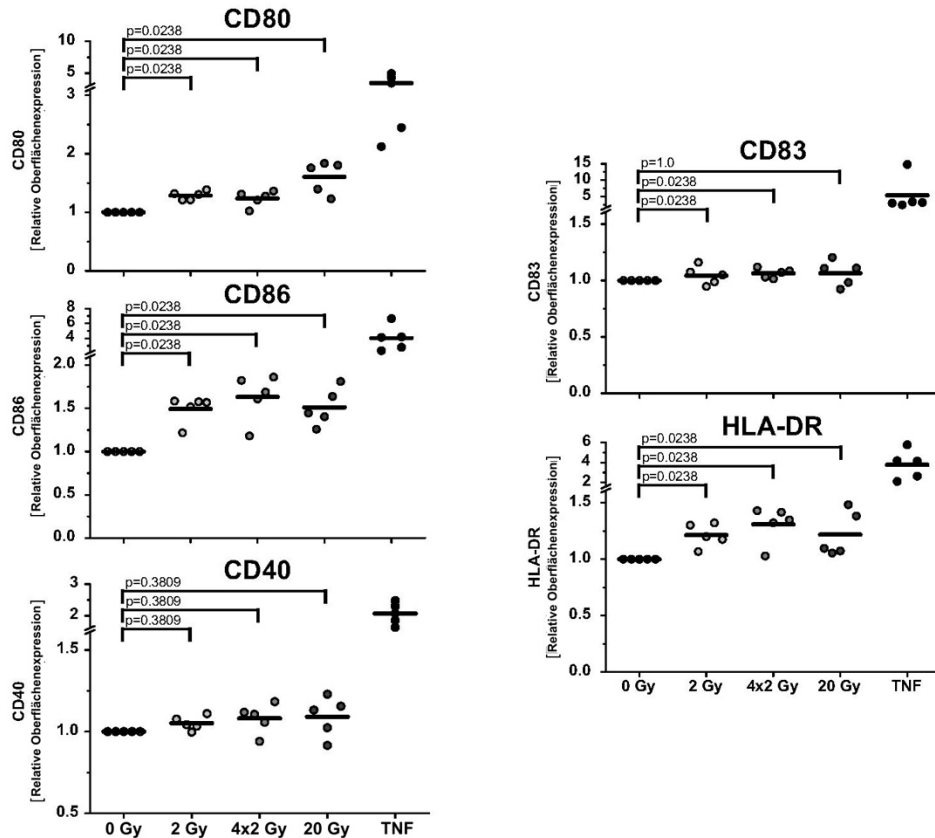 CD80
p=0.0238
p=0.0238
p=0.0238
CD80
[Relative Oberflächenexpression]
10
5
3
2
1
0
CD86
p=0.0238
p=0.0238
p=0.0238
CD86
[Relative Oberflächenexpression]
8
6
4
2
2.0
1.5
1.0
0.5
0.0
CD40
p=0.3809
p=0.3809
p=0.3809
CD40
[Relative Oberflächenexpression]
3
2
1
1.5
1.0
0.5
0 Gy 2 Gy 4x2 Gy 20 Gy TNF
CD83
p=1.0
p=0.0238
p=0.0238
CD83
[Relative Oberflächenexpression]
15
10
5
1.5
1.0
0.5
0.0
HLA-DR
p=0.0238
p=0.0238
p=0.0238
HLA-DR
[Relative Oberflächenexpression]
6
4
2
1.5
1.0
0.5
0.0
0 Gy 2 Gy 4x2 Gy 20 Gy TNF